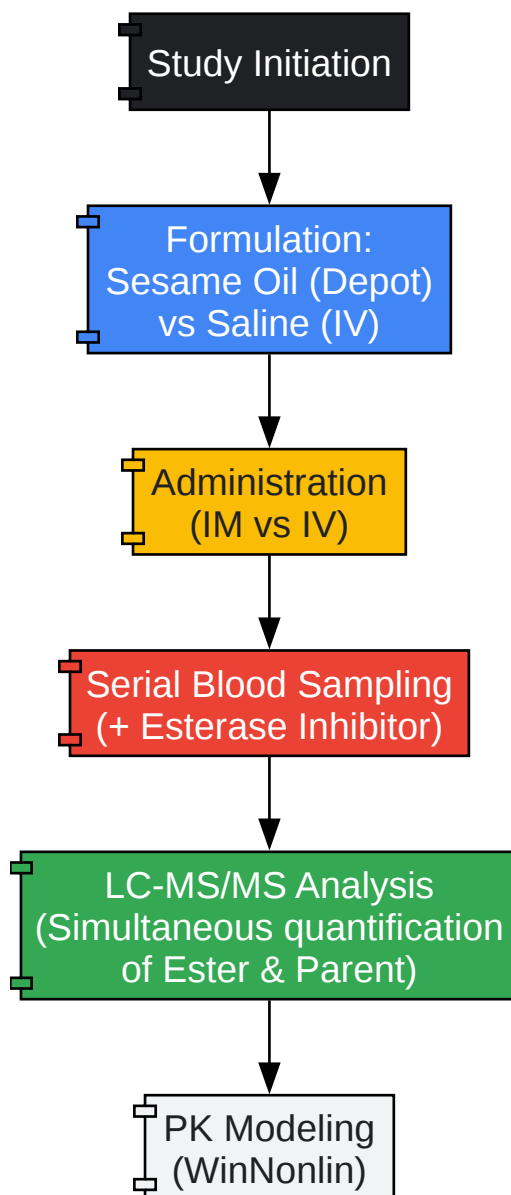 Study Initiation
Formulation:
Sesame Oil (Depot)
vs Saline (IV)
Administration
(IM vs IV)
Serial Blood Sampling
(+ Esterase Inhibitor)
LC-MS/MS Analysis
(Simultaneous quantification
of Ester & Parent)
PK Modeling
(WinNonlin)